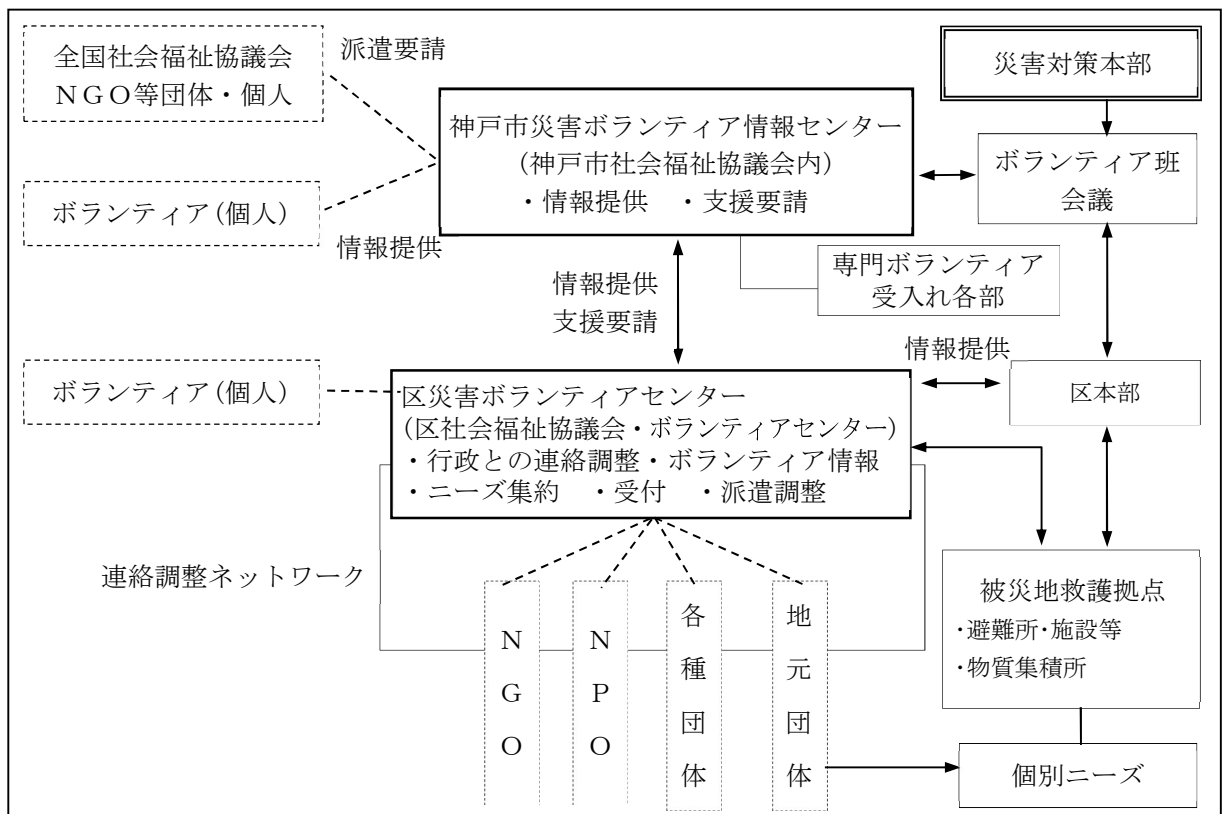 全国社会福祉協議会
NGO等団体・個人
派遣要請
災害対策本部
神戸市災害ボランティア情報センター
(神戸市社会福祉協議会内)
・情報提供 ・支援要請
ボランティア班
会議
ボランティア(個人)
情報提供
専門ボランティア
受入れ各部
情報提供
支援要請
情報提供
ボランティア(個人)
区災害ボランティアセンター
(区社会福祉協議会・ボランティアセンター)
・行政との連絡調整・ボランティア情報
・ニーズ集約 ・受付 ・派遣調整
区本部
連絡調整ネットワーク
NGO
NPO
各種団体
地元団体
被災地救護拠点
・避難所・施設等
・物質集積所
個別ニーズ